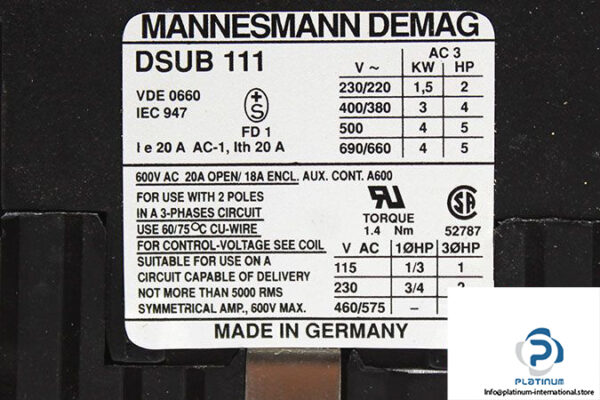 MANNESMANN DEMAG
DSUB 111
VDE 0660
IEC 947
+
S
FD 1
I e 20 A AC-1, Ith 20 A
AC 3
V ~ KW HP
230/220 1,5 2
400/380 3 4
500 4 5
690/660 4 5
600V AC 20A OPEN/ 18A ENCL. AUX. CONT. A600
FOR USE WITH 2 POLES
IN A 3-PHASES CIRCUIT
USE 60/75°C CU-WIRE
FOR CONTROL-VOLTAGE SEE COIL
SUITABLE FOR USE ON A
CIRCUIT CAPABLE OF DELIVERY
NOT MORE THAN 5000 RMS
SYMMETRICAL AMP., 600V MAX.
RU
SA
TORQUE
1.4 Nm
52787
V AC 1ØHP 3ØHP
115 1/3 1
230 3/4
460/575 –
MADE IN GERMANY
PLATINUM
Info@platinum-international.store